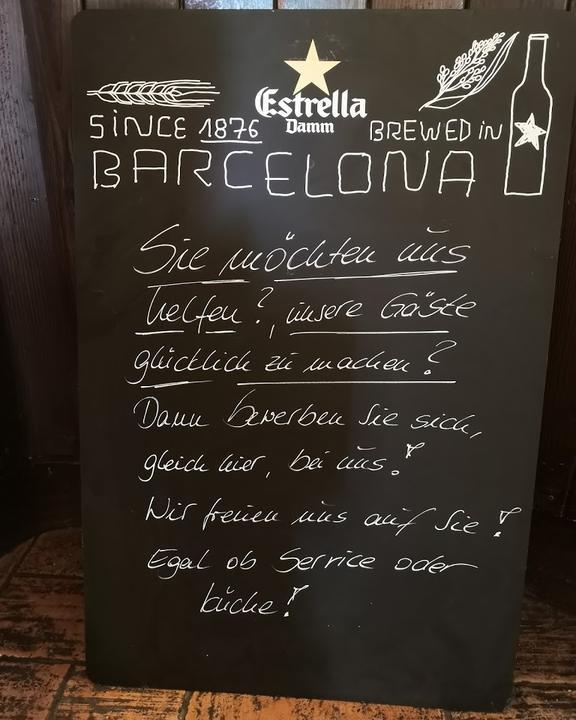 Estrella
Damm
SINCE 1876 BREWED IN
BARCELONA
Sie möchten uns
helfen?, unsere Gäste
glücklich zu machen?
Dann bewerben Sie sich,
gleich hier, bei uns!
Wir freuen uns auf Sie!
Egal ob Service oder
Küche!